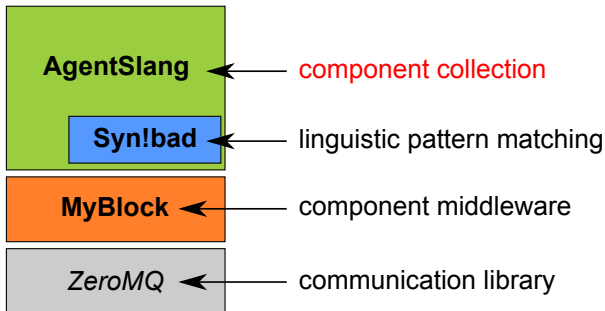 AgentSlang component collection
Syn!bad linguistic pattern matching
MyBlock component middleware
ZeroMQ communication library